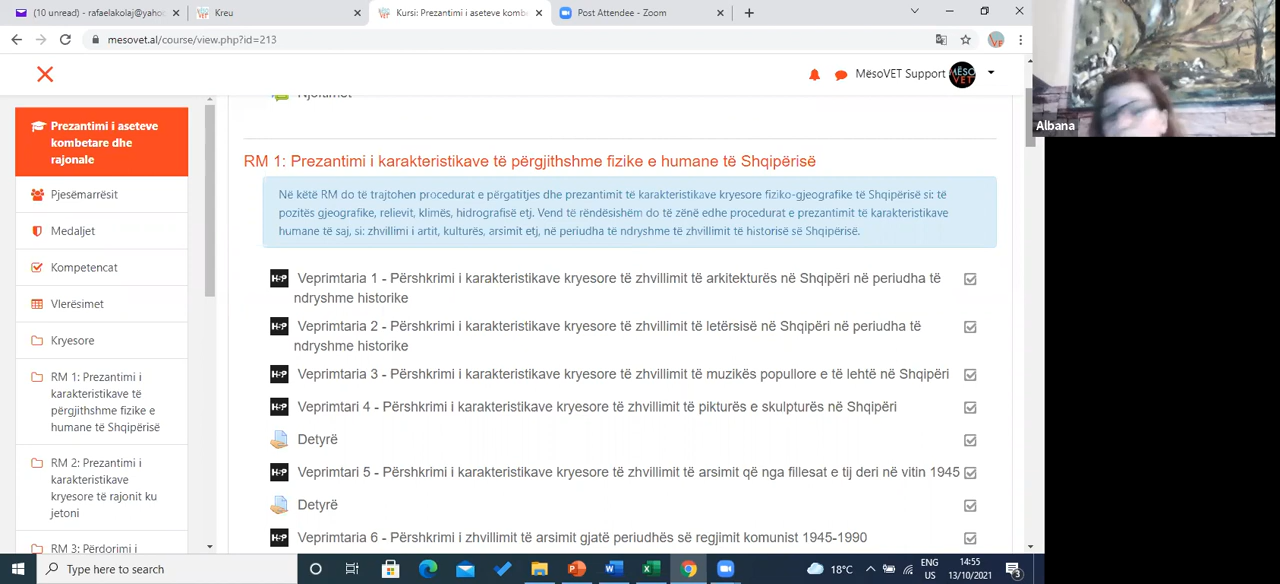 (10 unread) - rafaelakolaj@yaho
Kreu
Kursi: Prezantimi i aseteve kombe
Post Attendee - Zoom
mesovet.al/course/view.php?id=213
MësoVET Support
MËSO
VET
Albana
Njoftimet
Prezantimi i aseteve
kombetare dhe
rajonale
Pjesëmarrësit
Medaljet
Kompetencat
Vlerësimet
Kryesore
RM 1: Prezantimi i
karakteristikave të
përgjithshme fizike e
humane të Shqipërisë
RM 2: Prezantimi i
karakteristikave
kryesore të rajonit ku
jetoni
RM 3: Përdorimi i
RM 1: Prezantimi i karakteristikave të përgjithshme fizike e humane të Shqipërisë
Në këtë RM do të trajtohen procedurat e përgatitjes dhe prezantimit të karakteristikave kryesore fiziko-gjeografike të Shqipërisë si: të
pozitës gjeografike, relievit, klimës, hidrografisë etj. Vend të rëndësishëm do të zënë edhe procedurat e prezantimit të karakteristikave
humane të saj, si: zhvillimi i artit, kulturës, arsimit etj, në periudha të ndryshme të zhvillimit të historisë së Shqipërisë.
H-P Veprimtaria 1 - Përshkrimi i karakteristikave kryesore të zhvillimit të arkitekturës në Shqipëri në periudha të
ndryshme historike
H-P Veprimtaria 2 - Përshkrimi i karakteristikave kryesore të zhvillimit të letërsisë në Shqipëri në periudha të
ndryshme historike
H-P Veprimtaria 3 - Përshkrimi i karakteristikave kryesore të zhvillimit të muzikës popullore e të lehtë në Shqipëri
H-P Veprimtari 4 - Përshkrimi i karakteristikave kryesore të zhvillimit të pikturës e skulpturës në Shqipëri
Detyrë
H-P Veprimtari 5 - Përshkrimi i karakteristikave kryesore të zhvillimit të arsimit që nga fillesat e tij deri në vitin 1945
Detyrë
H-P Veprimtaria 6 - Përshkrimi i zhvillimit të arsimit gjatë periudhës së regjimit komunist 1945-1990
Type here to search
18°C
ENG
US
14:55
13/10/2021
3